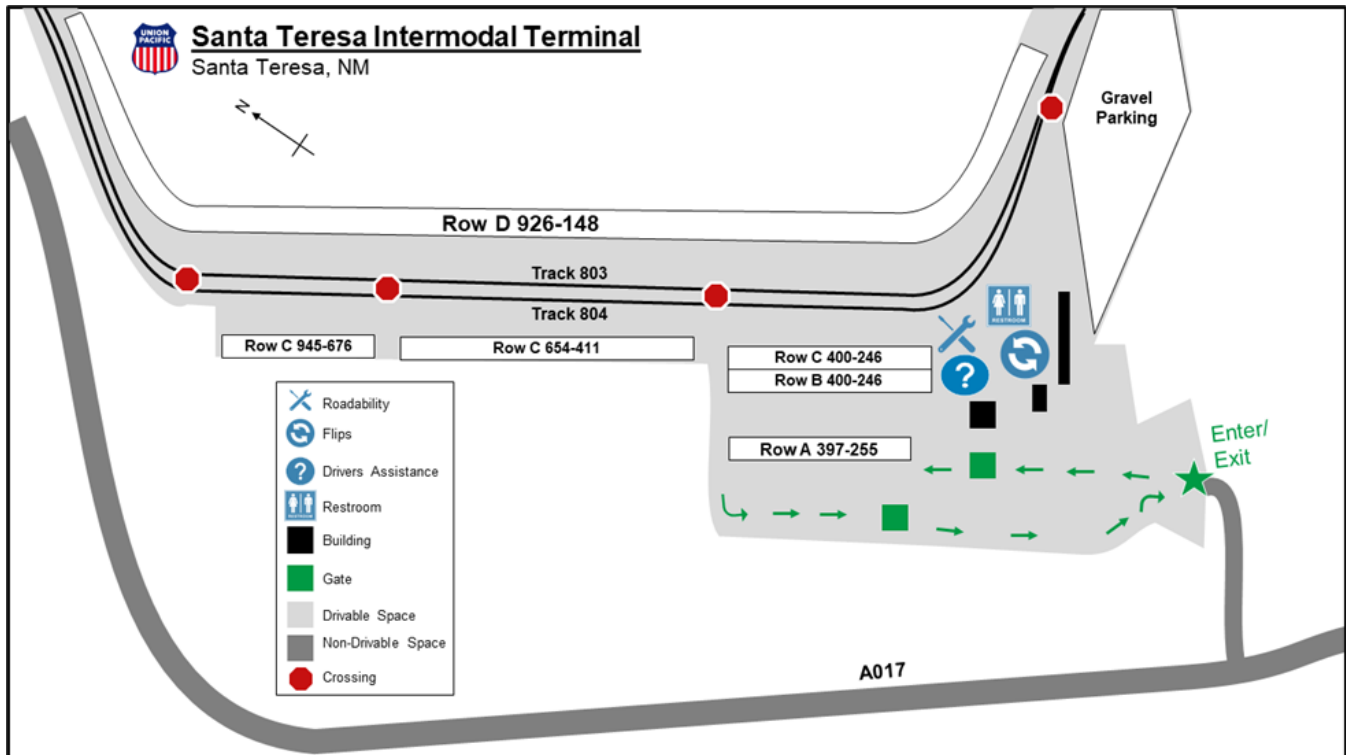 UNION
PACIFIC
Santa Teresa Intermodal Terminal
Santa Teresa, NM
N
Gravel
Parking
Row D 926-148
Track 803
Track 804
RESTROOM
Row C 945-676
Row C 654-411
Row C 400-246
Row B 400-246
?
Row A 397-255
Enter/
Exit
Roadability
Flips
? Drivers Assistance
RESTROOM
Restroom
Building
Gate
Drivable Space
Non-Drivable Space
Crossing
A017